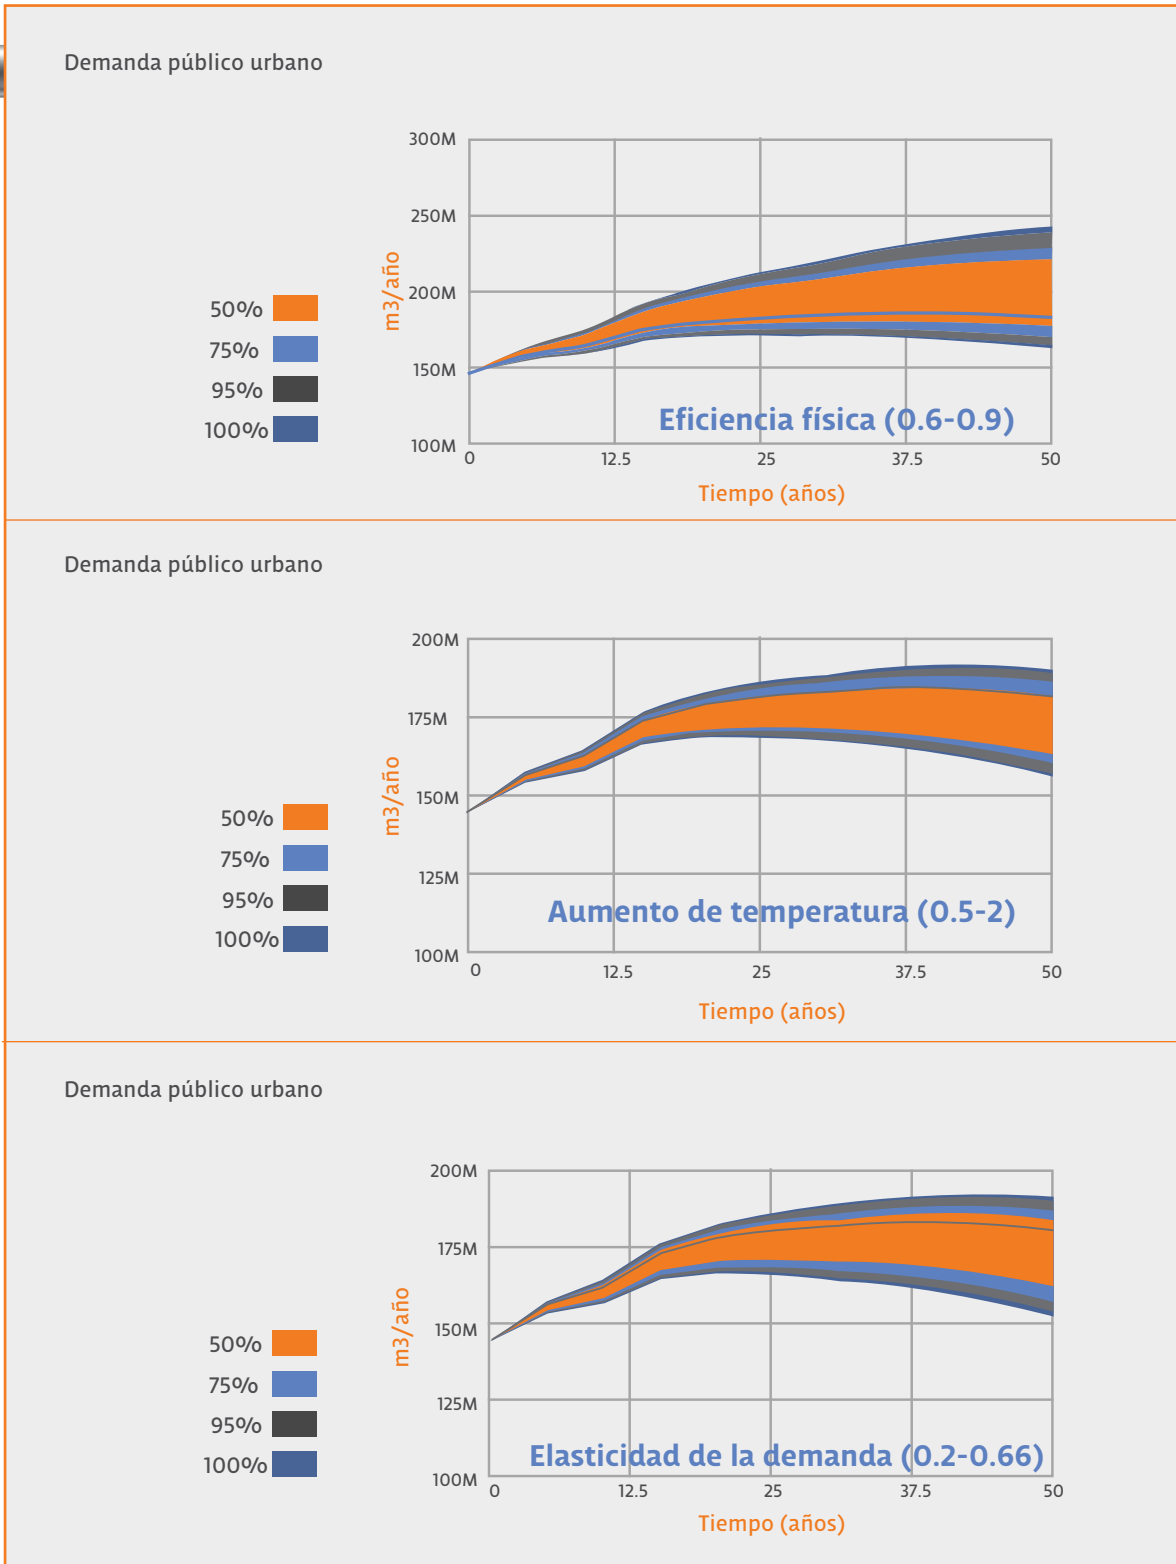 Demanda público urbano
300M
250M
200M
150M
100M
m3/año
50%
75%
95%
100%
Eficiencia física (0.6-0.9)
0
12.5
25
37.5
50
Tiempo (años)
Demanda público urbano
200M
175M
150M
125M
100M
m3/año
50%
75%
95%
100%
Aumento de temperatura (0.5-2)
0
12.5
25
37.5
50
Tiempo (años)
Demanda público urbano
200M
175M
150M
125M
100M
m3/año
50%
75%
95%
100%
Elasticidad de la demanda (0.2-0.66)
0
12.5
25
37.5
50
Tiempo (años)